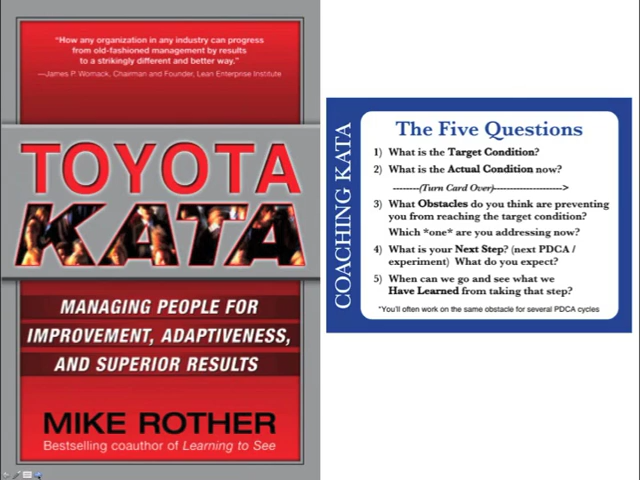 "How any organization in any industry can progress
from old-fashioned management by results
to a strikingly different and better way."
—James P. Womack, Chairman and Founder, Lean Enterprise Institute
TOYOTA
KATA
MANAGING PEOPLE FOR
IMPROVEMENT, ADAPTIVENESS,
AND SUPERIOR RESULTS
MIKE ROTHER
Bestselling coauthor of Learning to See
COACHING KATA
The Five Questions
1) What is the Target Condition?
2) What is the Actual Condition now?
--------(Turn Card Over)--------------------->
3) What Obstacles do you think are preventing
you from reaching the target condition?
Which *one* are you addressing now?
4) What is your Next Step? (next PDCA /
experiment) What do you expect?
5) When can we go and see what we
Have Learned from taking that step?
*You'll often work on the same obstacle for several PDCA cycles